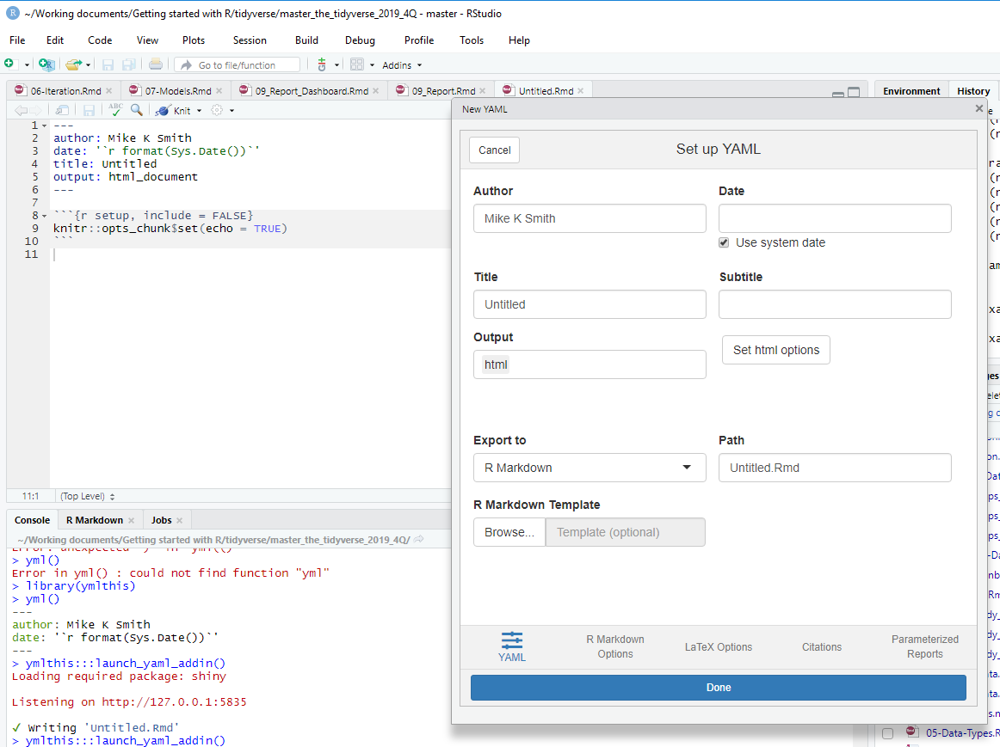 ~/Working documents/Getting started with R/tidyverse/master_the_tidyverse_2019_4Q - master - RStudio
File Edit Code View Plots Session Build Debug Profile Tools Help
Go to file/function Addins
06-Iteration.Rmd 07-Models.Rmd 09_Report_Dashboard.Rmd 09_Report.Rmd Untitled.Rmd
Environment History
ABC Knit
1 ---
2 author: Mike K Smith
3 date: '`r format(Sys.Date())`'
4 title: Untitled
5 output: html_document
6 ---
7
8 ```{r setup, include = FALSE}
9 knitr::opts_chunk$set(echo = TRUE)
10 ```
11
11:1 (Top Level)
New YAML
Cancel Set up YAML
Author Date
Mike K Smith
Use system date
Title Subtitle
Untitled
Output
Set html options
html
Export to Path
R Markdown Untitled.Rmd
R Markdown Template
Browse... Template (optional)
YAML
R Markdown Options
LaTeX Options
Citations
Parameterized Reports
Done
Console R Markdown Jobs
~/Working documents/Getting started with R/tidyverse/master_the_tidyverse_2019_4Q/
> yml()
Error in yml() : could not find function "yml"
> library(ymlthis)
> yml()
---
author: Mike K Smith
date: '`r format(Sys.Date())`'
---
> ymlthis:::launch_yaml_addin()
Loading required package: shiny
Listening on http://127.0.0.1:5835
✓ Writing 'Untitled.Rmd'
> ymlthis:::launch_yaml_addin()
05-Data-Types.R